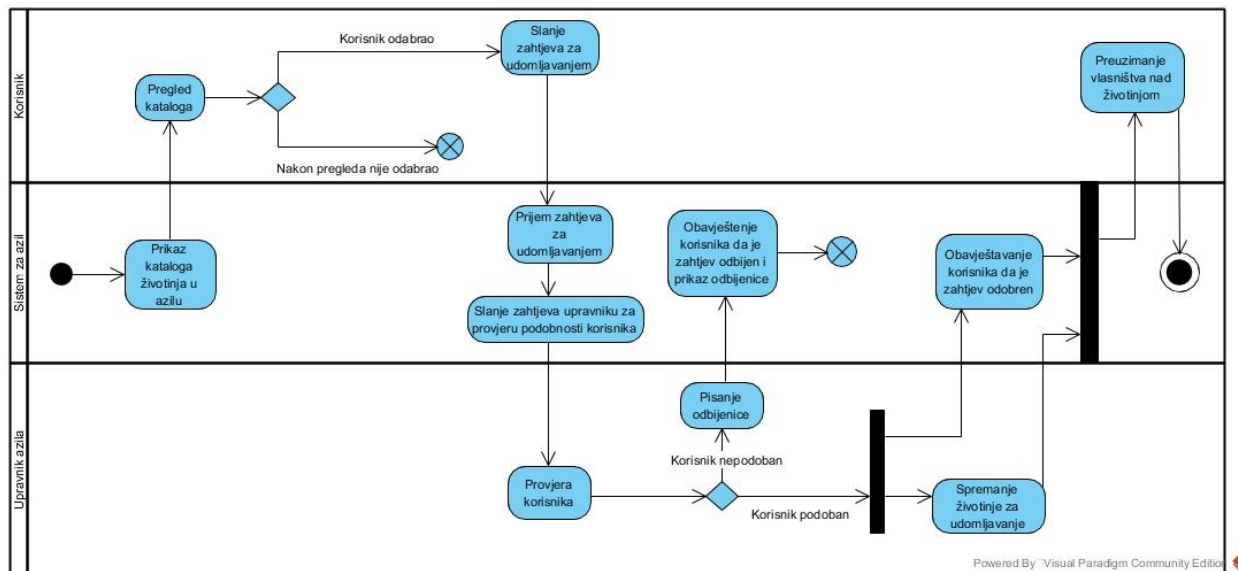 Korisnik
Korisnik odabrao
Slanje
zahtjeva za
udomljavanjem
Preuzimanje
vlasništva nad
životinjom
Pregled
kataloga
Nakon pregleda nije odabrao
Sistem za azil
Prikaz
kataloga
životinja u
azilu
Prijem zahtjeva
za
udomljavanjem
Obavještenje
korisnika da je
zahtjev odbijen i
prikaz odbijenice
Obavještavanje
korisnika da je
zahtjev odobren
Slanje zahtjeva upravniku za
provjeru podobnosti korisnika
Upravnik azila
Pisanje
odbijenice
Korisnik nepodoban
Provjera
korisnika
Korisnik podoban
Spremanje
životinje za
udomljavanje
Powered By Visual Paradigm Community Edition